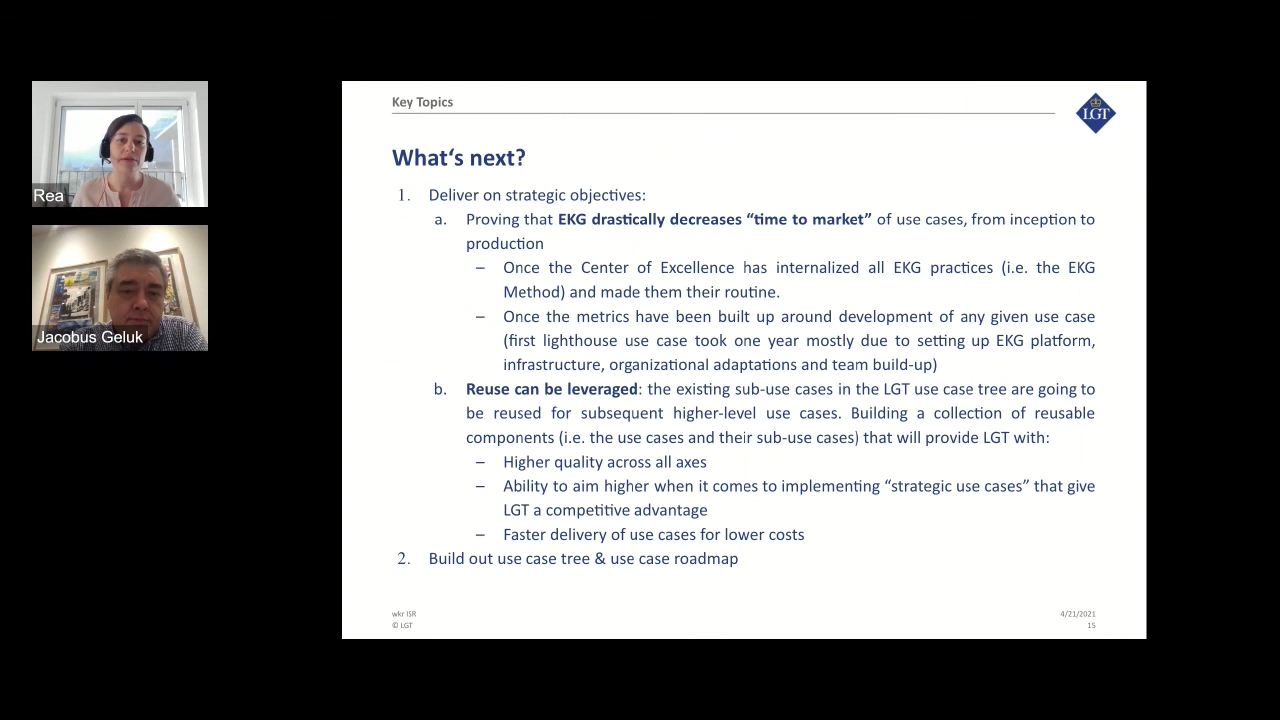 Rea
Jacobus Geluk
Key Topics
LGT
What‘s next?
1. Deliver on strategic objectives:
a. Proving that EKG drastically decreases “time to market” of use cases, from inception to
production
– Once the Center of Excellence has internalized all EKG practices (i.e. the EKG
Method) and made them their routine.
– Once the metrics have been built up around development of any given use case
(first lighthouse use case took one year mostly due to setting up EKG platform,
infrastructure, organizational adaptations and team build-up)
b. Reuse can be leveraged: the existing sub-use cases in the LGT use case tree are going to
be reused for subsequent higher-level use cases. Building a collection of reusable
components (i.e. the use cases and their sub-use cases) that will provide LGT with:
– Higher quality across all axes
– Ability to aim higher when it comes to implementing “strategic use cases” that give
LGT a competitive advantage
– Faster delivery of use cases for lower costs
2. Build out use case tree & use case roadmap
wkr ISR
© LGT
4/21/2021
15